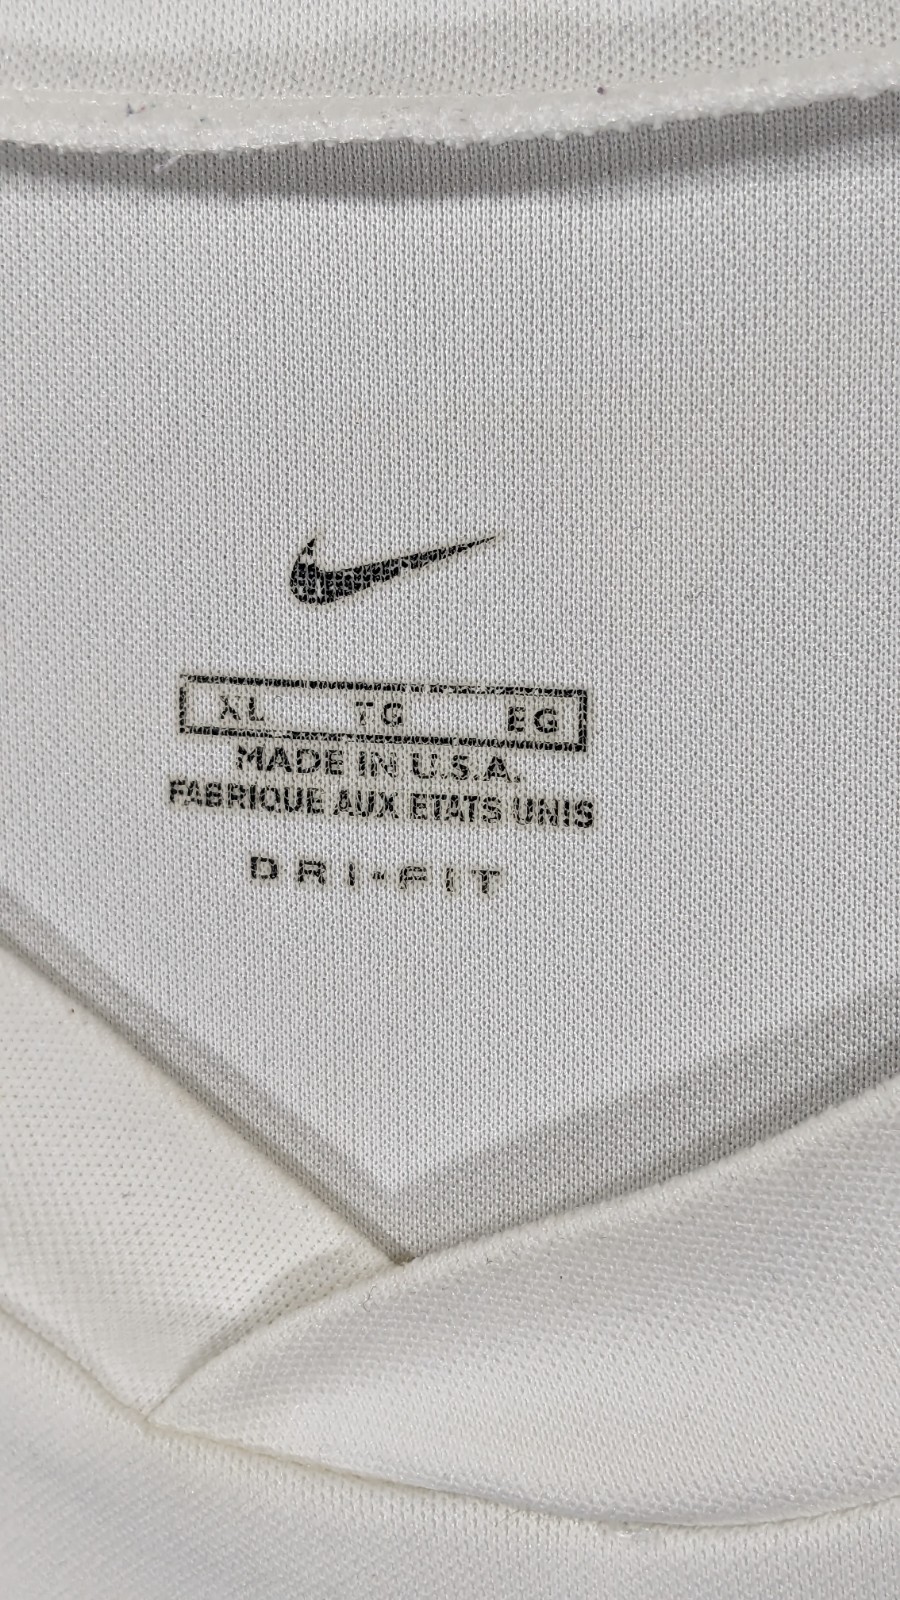 XL TG EG
MADE IN U.S.A.
FABRIQUE AUX ETATS UNIS
DRI-FIT